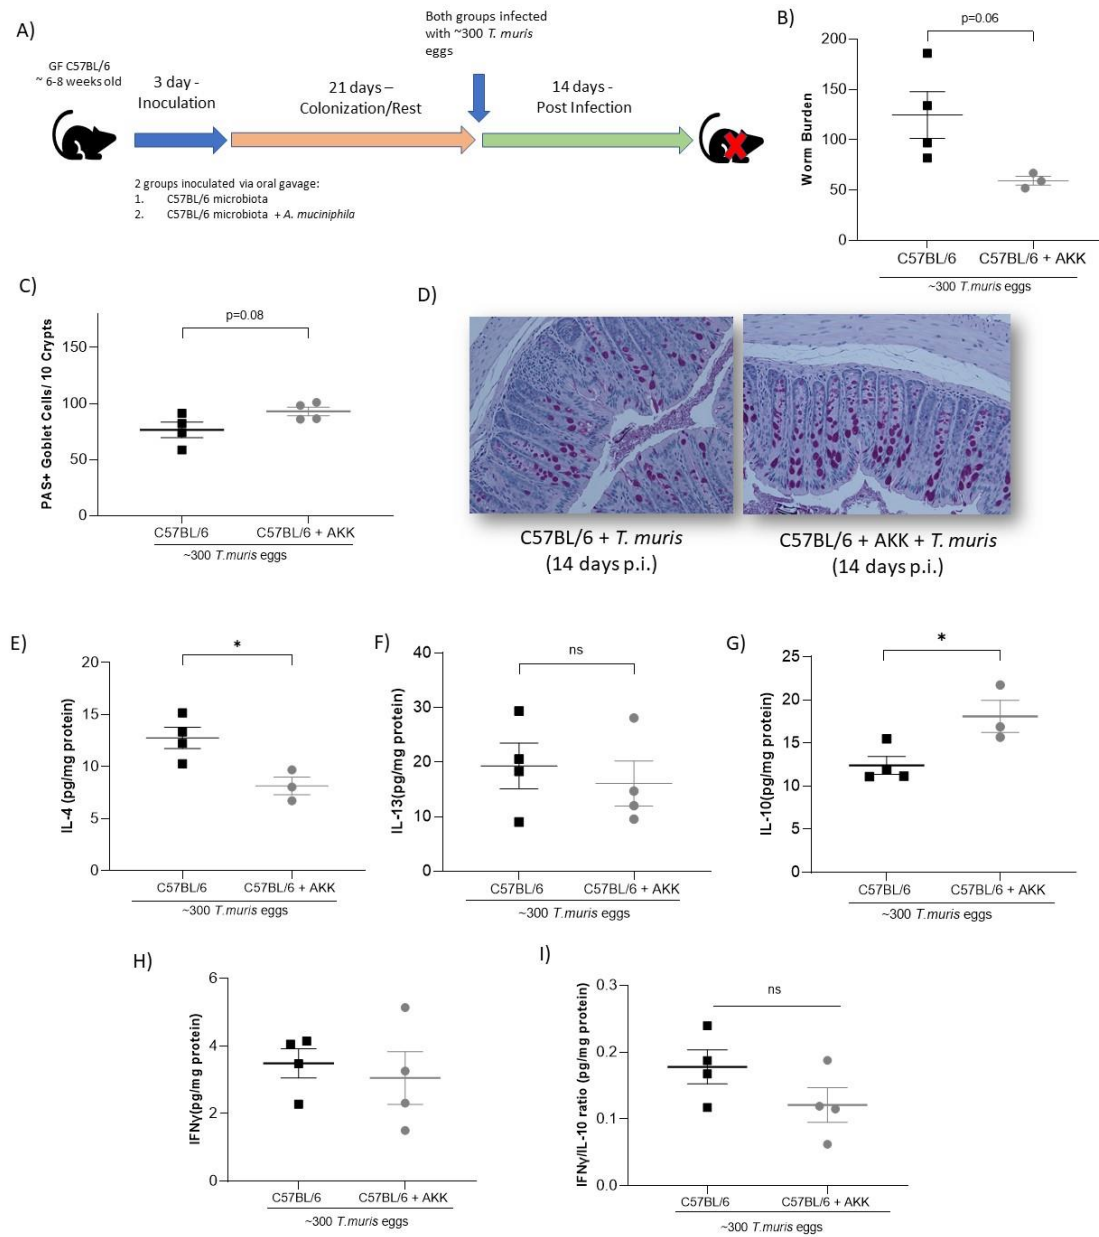 A)
GF C57BL/6
~ 6-8 weeks old
3 day -
Inoculation
21 days –
Colonization/Rest
Both groups infected
with ~300 T. muris
eggs
14 days -
Post Infection
2 groups inoculated via oral gavage:
1. C57BL/6 microbiota
2. C57BL/6 microbiota + A. muciniphila
B)
p=0.06
Worm Burden
200
150
100
50
0
C57BL/6
C57BL/6 + AKK
~300 T.muris eggs
C)
p=0.08
PAS+ Goblet Cells/ 10 Crypts
150
100
50
0
C57BL/6
C57BL/6 + AKK
~300 T.muris eggs
D)
C57BL/6 + T. muris
(14 days p.i.)
C57BL/6 + AKK + T. muris
(14 days p.i.)
E)
*
IL-4 (pg/mg protein)
20
15
10
5
0
C57BL/6
C57BL/6 + AKK
~300 T.muris eggs
F)
ns
IL-13(pg/mg protein)
40
30
20
10
0
C57BL/6
C57BL/6 + AKK
~300 T.muris eggs
G)
*
IL-10(pg/mg protein)
25
20
15
10
5
0
C57BL/6
C57BL/6 + AKK
~300 T.muris eggs
H)
IFNγ(pg/mg protein)
6
4
2
0
C57BL/6
C57BL/6 + AKK
~300 T.muris eggs
I)
ns
IFNγ/IL-10 ratio (pg/mg protein)
0.3
0.2
0.1
0.0
C57BL/6
C57BL/6 + AKK
~300 T.muris eggs